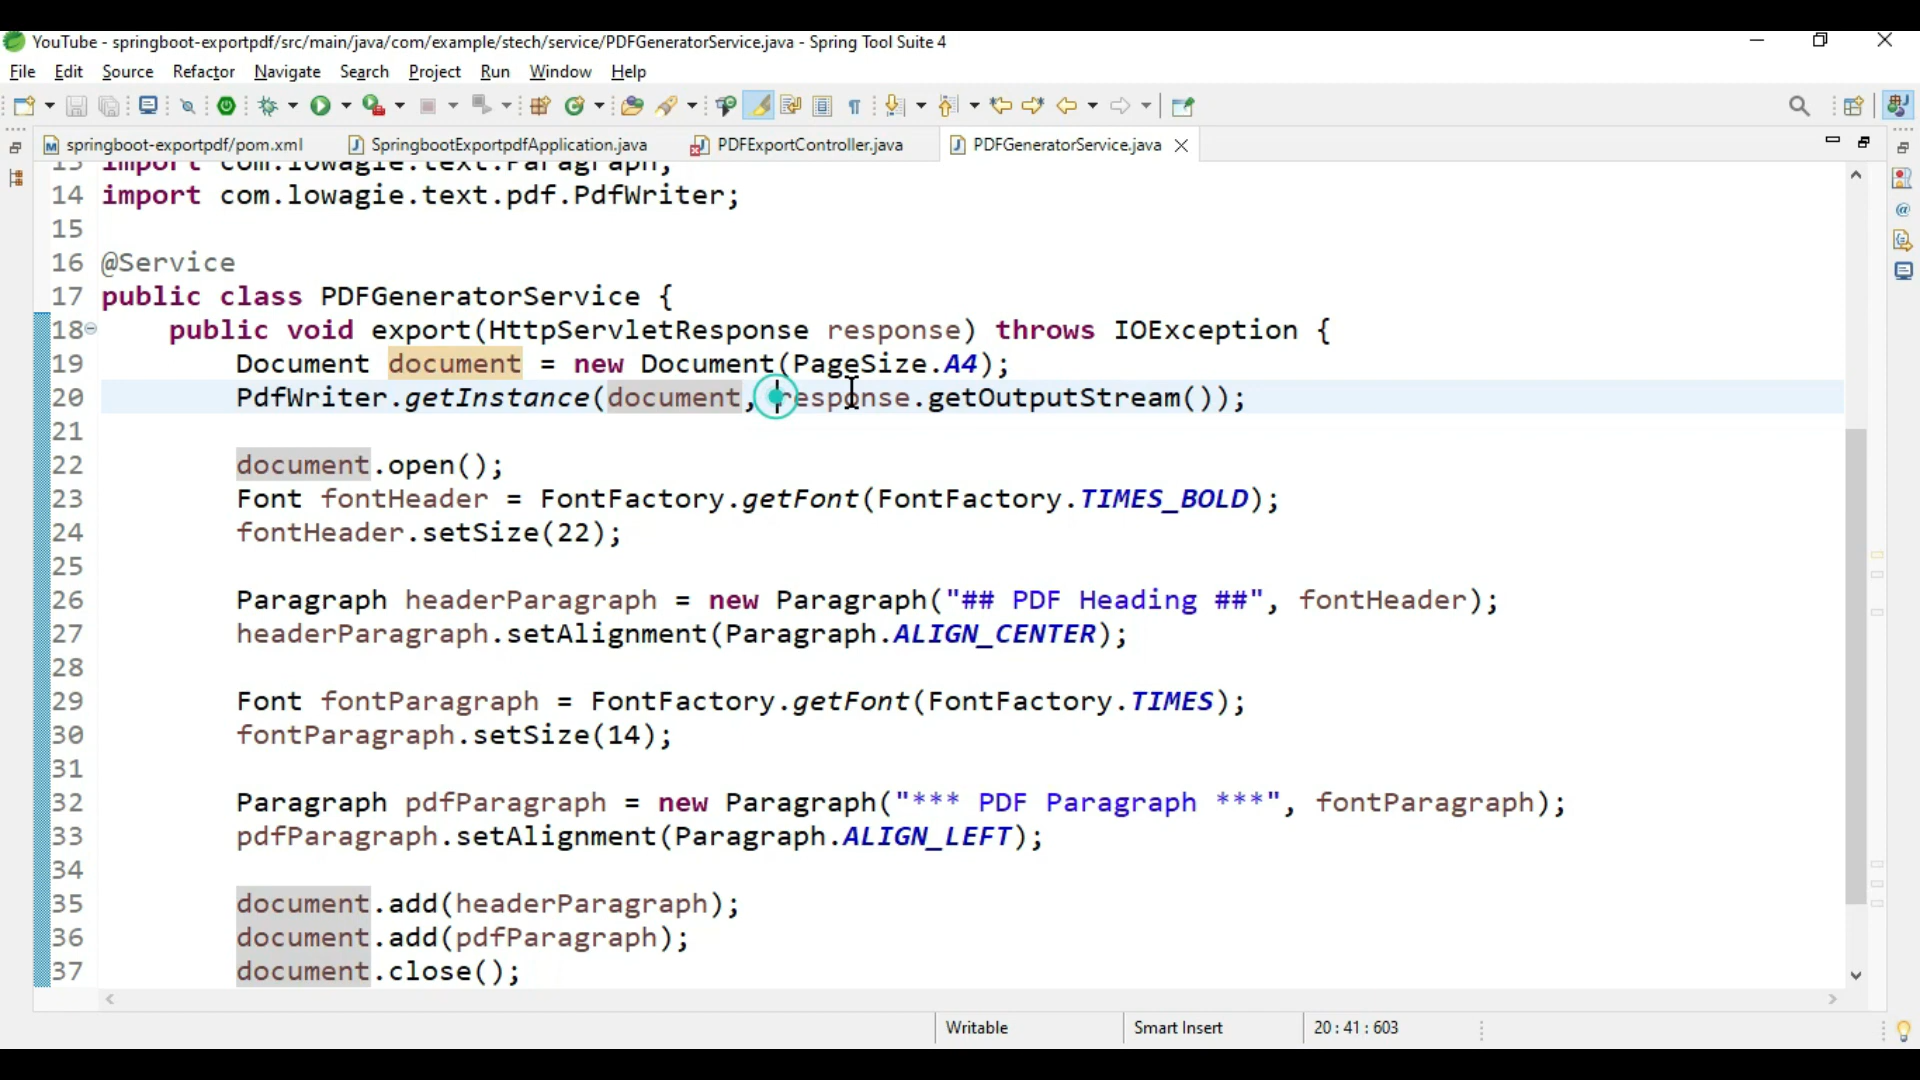 YouTube - springboot-exportpdf/src/main/java/com/example/stech/service/PDFGeneratorService.java - Spring Tool Suite 4
File Edit Source Refactor Navigate Search Project Run Window Help
springboot-exportpdf/pom.xml SpringbootExportpdfApplication.java PDFExportController.java PDFGeneratorService.java
13 import com.lowagie.text.Paragraph;
14 import com.lowagie.text.pdf.PdfWriter;
15
16 @Service
17 public class PDFGeneratorService {
18 public void export(HttpServletResponse response) throws IOException {
19 Document document = new Document(PageSize.A4);
20 PdfWriter.getInstance(document, response.getOutputStream());
21
22 document.open();
23 Font fontHeader = FontFactory.getFont(FontFactory.TIMES_BOLD);
24 fontHeader.setSize(22);
25
26 Paragraph headerParagraph = new Paragraph("## PDF Heading ##", fontHeader);
27 headerParagraph.setAlignment(Paragraph.ALIGN_CENTER);
28
29 Font fontParagraph = FontFactory.getFont(FontFactory.TIMES);
30 fontParagraph.setSize(14);
31
32 Paragraph pdfParagraph = new Paragraph("*** PDF Paragraph ***", fontParagraph);
33 pdfParagraph.setAlignment(Paragraph.ALIGN_LEFT);
34
35 document.add(headerParagraph);
36 document.add(pdfParagraph);
37 document.close();
Writable Smart Insert 20 : 41 : 603